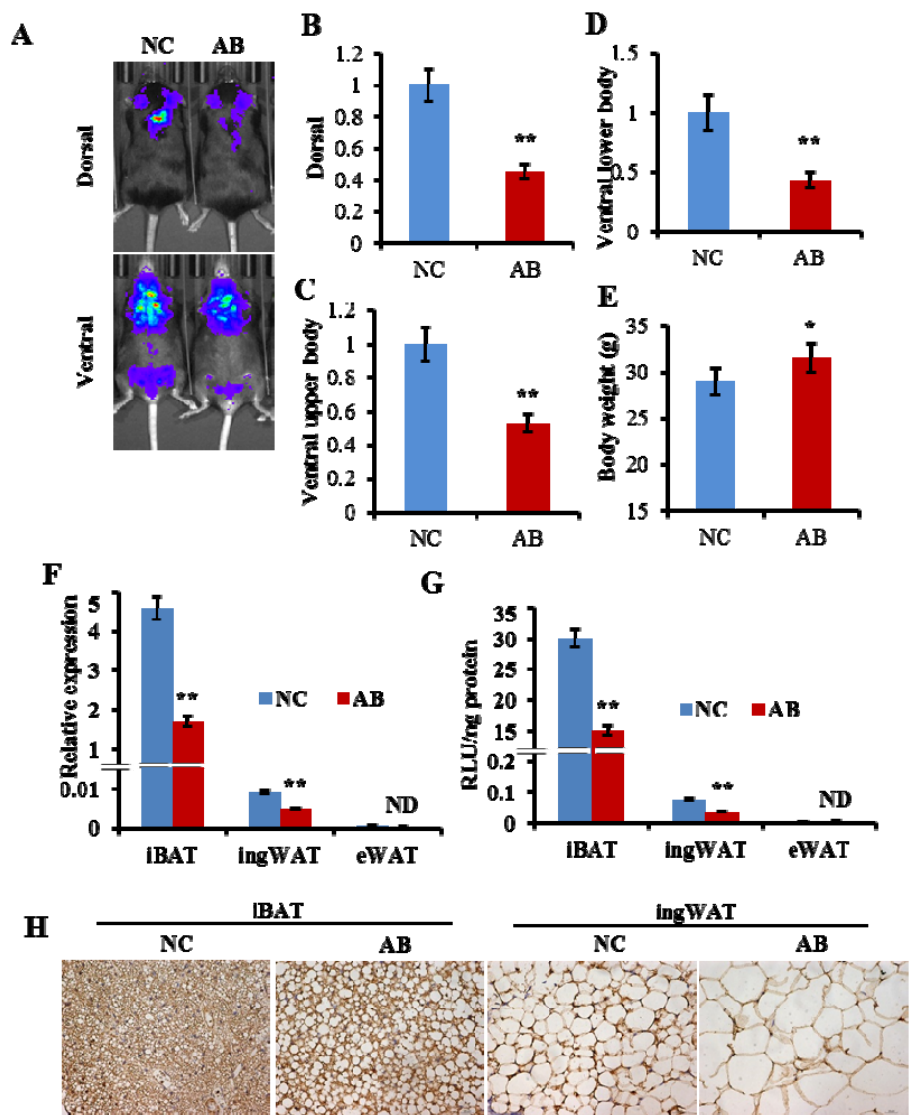 A
NC AB
Dorsal
Ventral
B
Dorsal
1.2
1
0.8
0.6
0.4
0.2
0
**
NC AB
D
Ventral lower body
1.5
1
0.5
0
**
NC AB
C
Ventral upper body
1.2
1
0.8
0.6
0.4
0.2
0
**
NC AB
E
Body weight (g)
35
30
25
20
15
*
NC AB
F
Relative expression
5
4
3
2
1
0.01
0
**
**
ND
NC AB
iBAT ingWAT eWAT
G
RLU/ng protein
35
30
25
20
15
0.2
0.1
0
**
**
ND
NC AB
iBAT ingWAT eWAT
H
iBAT ingWAT
NC AB NC AB